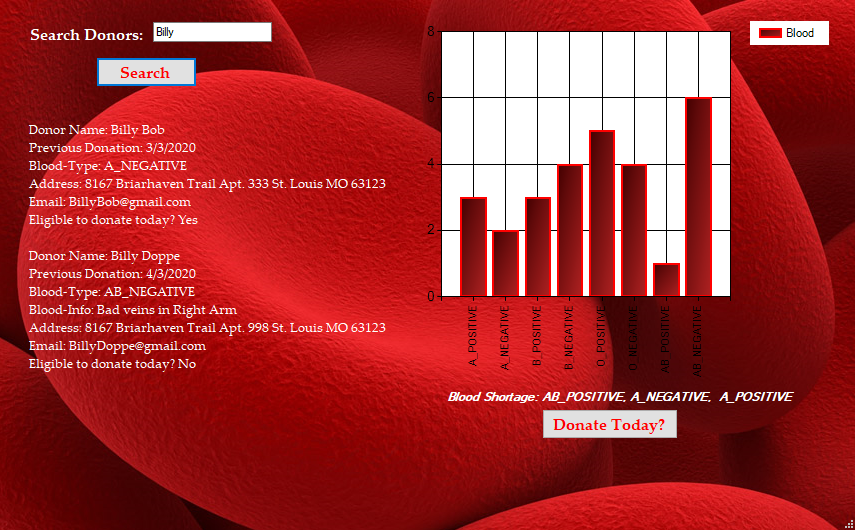 Search Donors: Billy
Search
Donor Name: Billy Bob
Previous Donation: 3/3/2020
Blood-Type: A_NEGATIVE
Address: 8167 Briarhaven Trail Apt. 333 St. Louis MO 63123
Email: BillyBob@gmail.com
Eligible to donate today? Yes
Donor Name: Billy Doppe
Previous Donation: 4/3/2020
Blood-Type: AB_NEGATIVE
Blood-Info: Bad veins in Right Arm
Address: 8167 Briarhaven Trail Apt. 998 St. Louis MO 63123
Email: BillyDoppe@gmail.com
Eligible to donate today? No
Blood
8
6
4
2
0
A_POSITIVE
A_NEGATIVE
B_POSITIVE
B_NEGATIVE
O_POSITIVE
O_NEGATIVE
AB_POSITIVE
AB_NEGATIVE
Blood Shortage: AB_POSITIVE, A_NEGATIVE,  A_POSITIVE
Donate Today?